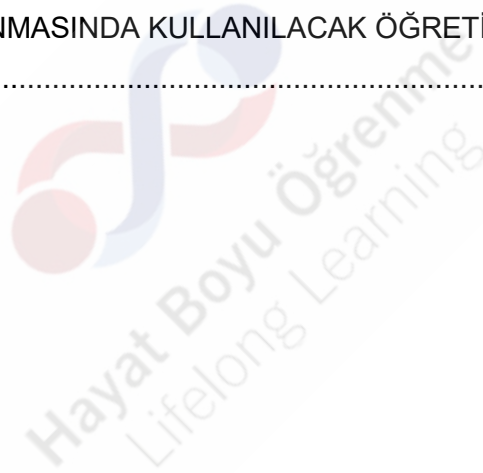 NMASINDA KULLANILACAK ÖĞRETİ
..........................................................
Hayat Boyu Öğrenme
Lifelong Learning